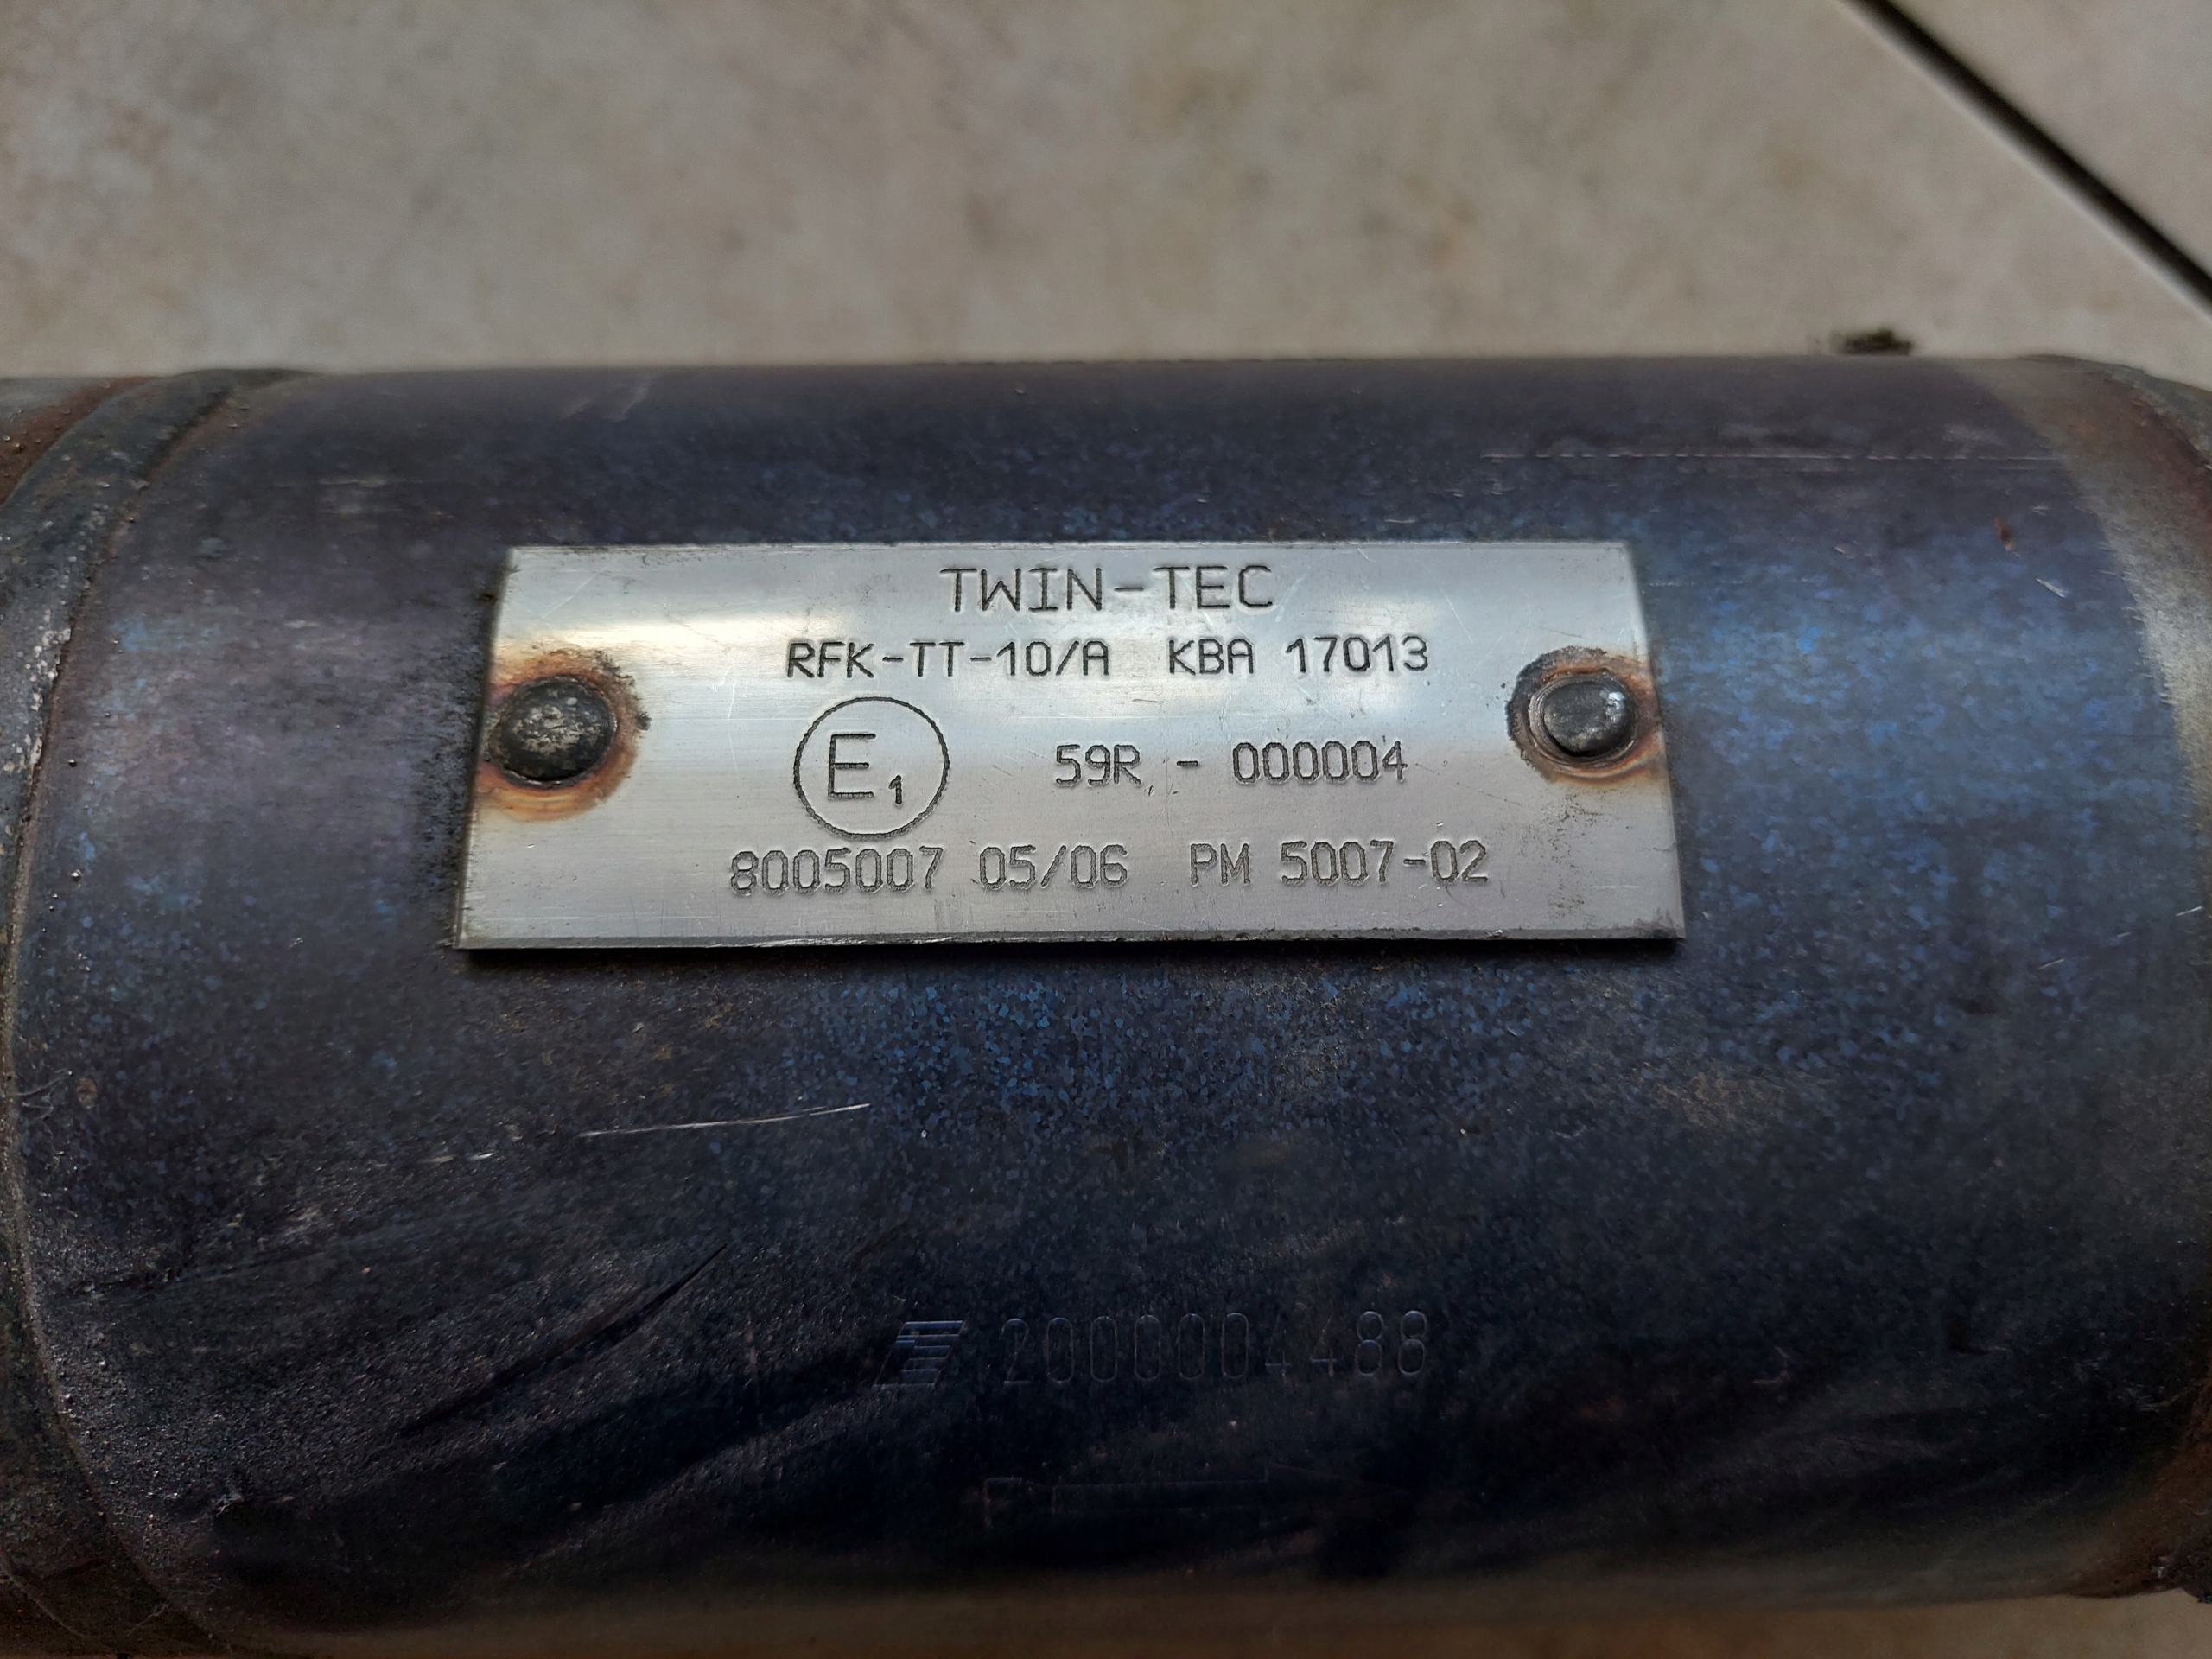 TWIN-TEC
RFK-TT-10/A KBA 17013
E1 59R - 000004
8005007 05/06 PM 5007-02
2000004488